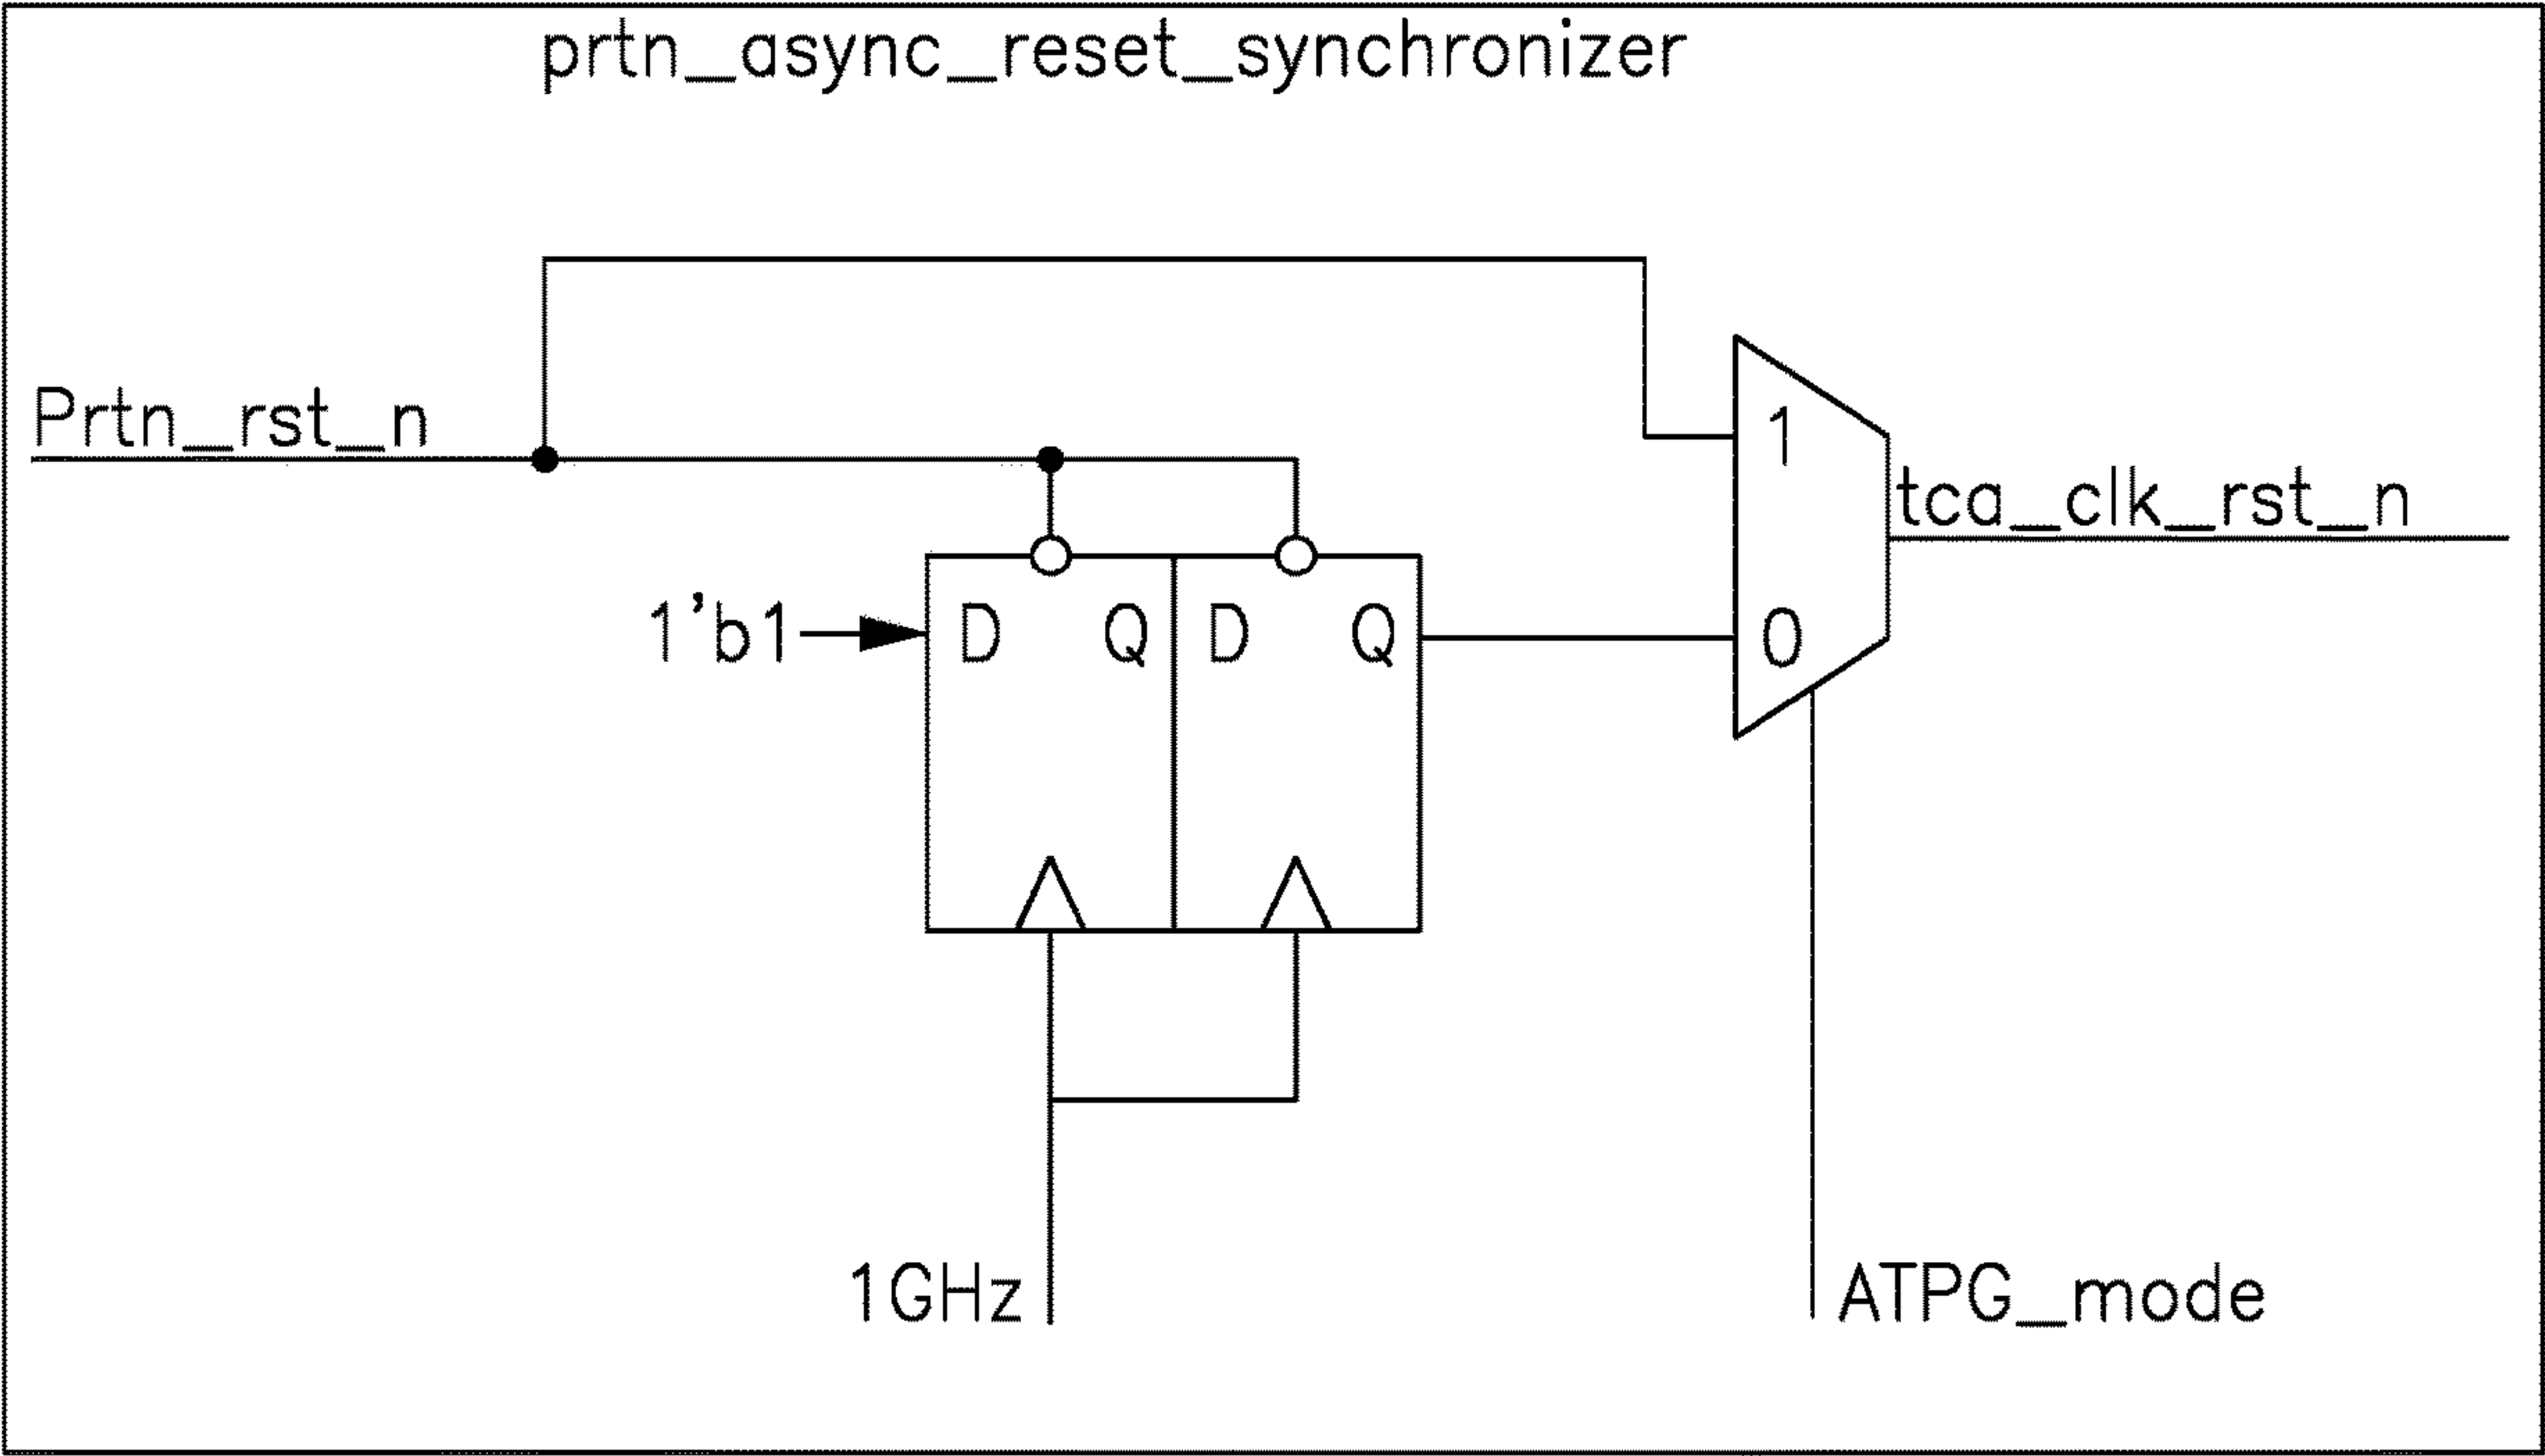 prtn_async_reset_synchronizer
Prtn_rst_n
1
tca_clk_rst_n
1'b1
D Q D Q
0
1GHz
ATPG_mode